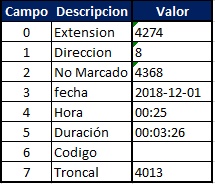 Campo Descripcion Valor
0 Extension 4274
1 Direccion 8
2 No Marcado 4368
3 fecha 2018-12-01
4 Hora 00:25
5 Duración 00:03:26
6 Codigo
7 Troncal 4013